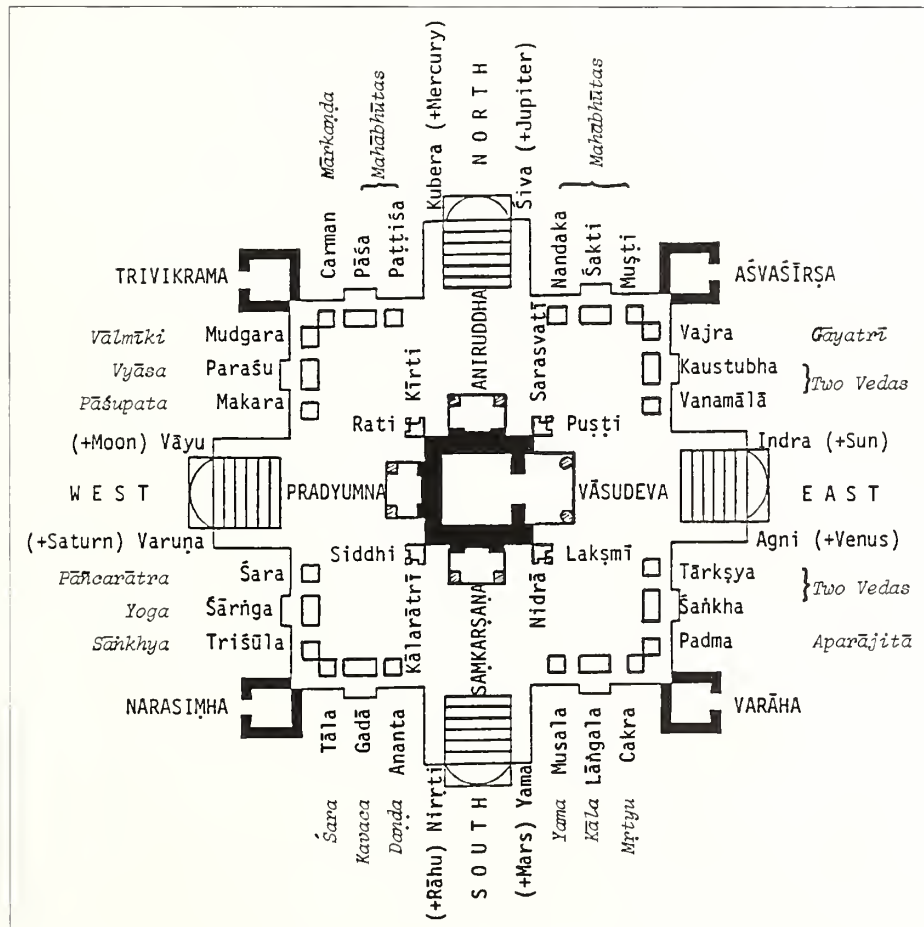 Mārkaṇḍa
}Mahābhūtas
Kubera (+Mercury)
NORTH
Śiva (+Jupiter)
Mahābhūtas
}
Carman
Pāśa
Paṭṭiśa
Nandaka
Śakti
Muṣṭi
TRIVIKRAMA
AŚVAŚĪRṢA
Vālmīki Mudgara
Vyāsa Paraśu
Pāśupata Makara
Kīrti
ANIRUDDHA
Sarasvatī
Vajra Gāyatrī
Kaustubha
}Two Vedas
Vanamālā
Rati
Puṣṭi
(+Moon) Vāyu
Indra (+Sun)
WEST
PRADYUMNA
VĀSUDEVA
EAST
(+Saturn) Varuṇa
Agni (+Venus)
Siddhi
Lakṣmī
Pāñcarātra Śara
Yoga Śārṅga
Sāṅkhya Triśūla
Kālarātrī
SAṂKARṢAṆA
Nidrā
Tārkṣya
}Two Vedas
Śaṅkha
Padma Aparājitā
NARASIṂHA
VARĀHA
Tāla
Gadā
Ananta
(+Rāhu) Nirṛti
SOUTH
(+Mars) Yama
Musala
Lāṅgala
Cakra
Śara
Kavaca
Daṇḍa
Yama
Kāla
Mṛtyu